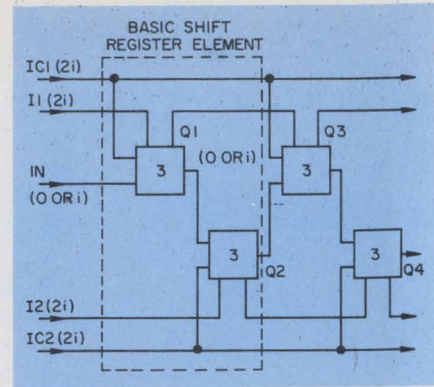 BASIC SHIFT
REGISTER ELEMENT
IC1 (2i)
I1 (2i)
Q1
Q3
3
(0 OR i)
3
IN
(0 OR i)
3
3
Q2
Q4
I2 (2i)
IC2 (2i)